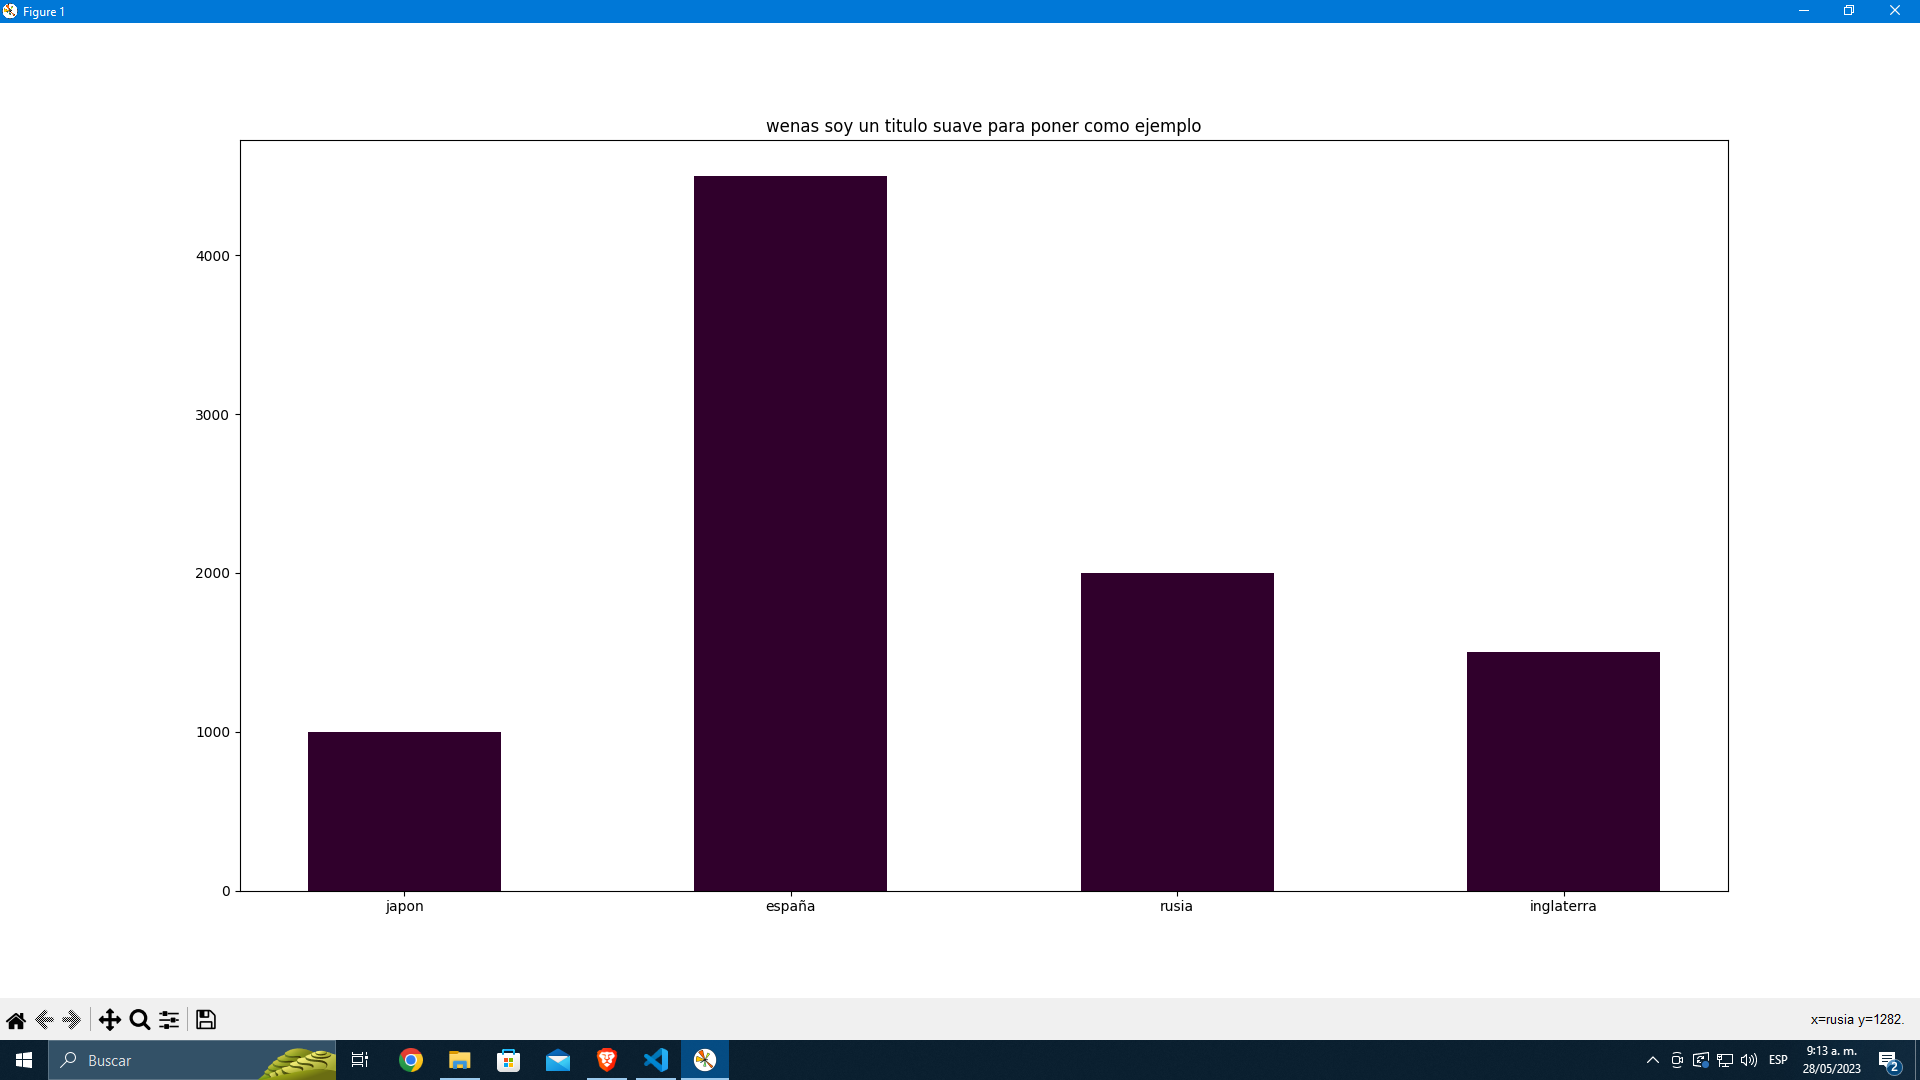 Figure 1
wenas soy un titulo suave para poner como ejemplo
4000
3000
2000
1000
0
japon
españa
rusia
inglaterra
x=rusia y=1282.
Buscar
ESP
9:13 a. m.
28/05/2023
2